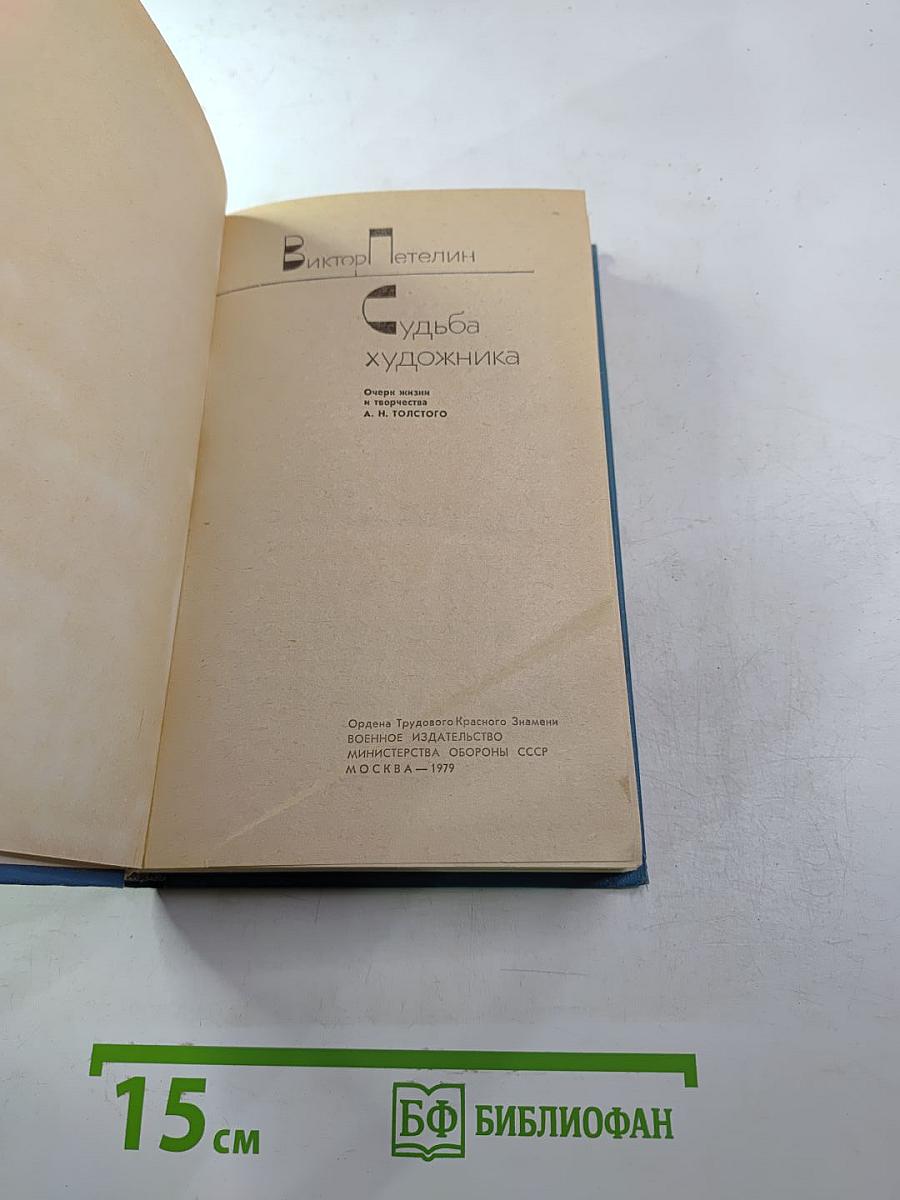 Виктор Петелин
Судьба
художника
Очерк жизни
и творчества
А. Н. ТОЛСТОГО
Ордена Трудового Красного Знамени
ВОЕННОЕ ИЗДАТЕЛЬСТВО
МИНИСТЕРСТВА ОБОРОНЫ СССР
МОСКВА — 1979
15 см
БФ БИБЛИОФАН